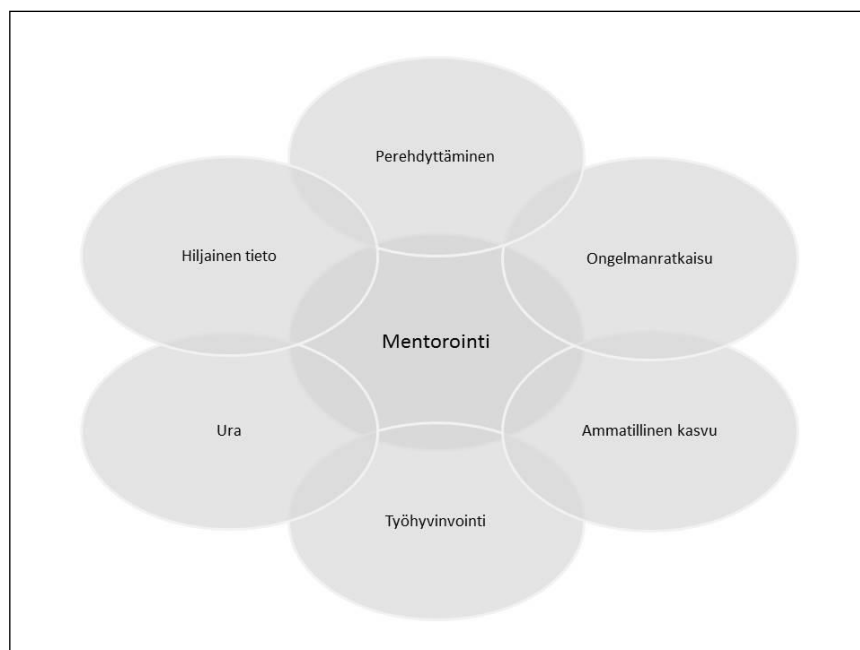 Perehdyttäminen
Hiljainen tieto
Ongelmanratkaisu
Mentorointi
Ura
Ammatillinen kasvu
Työhyvinvointi